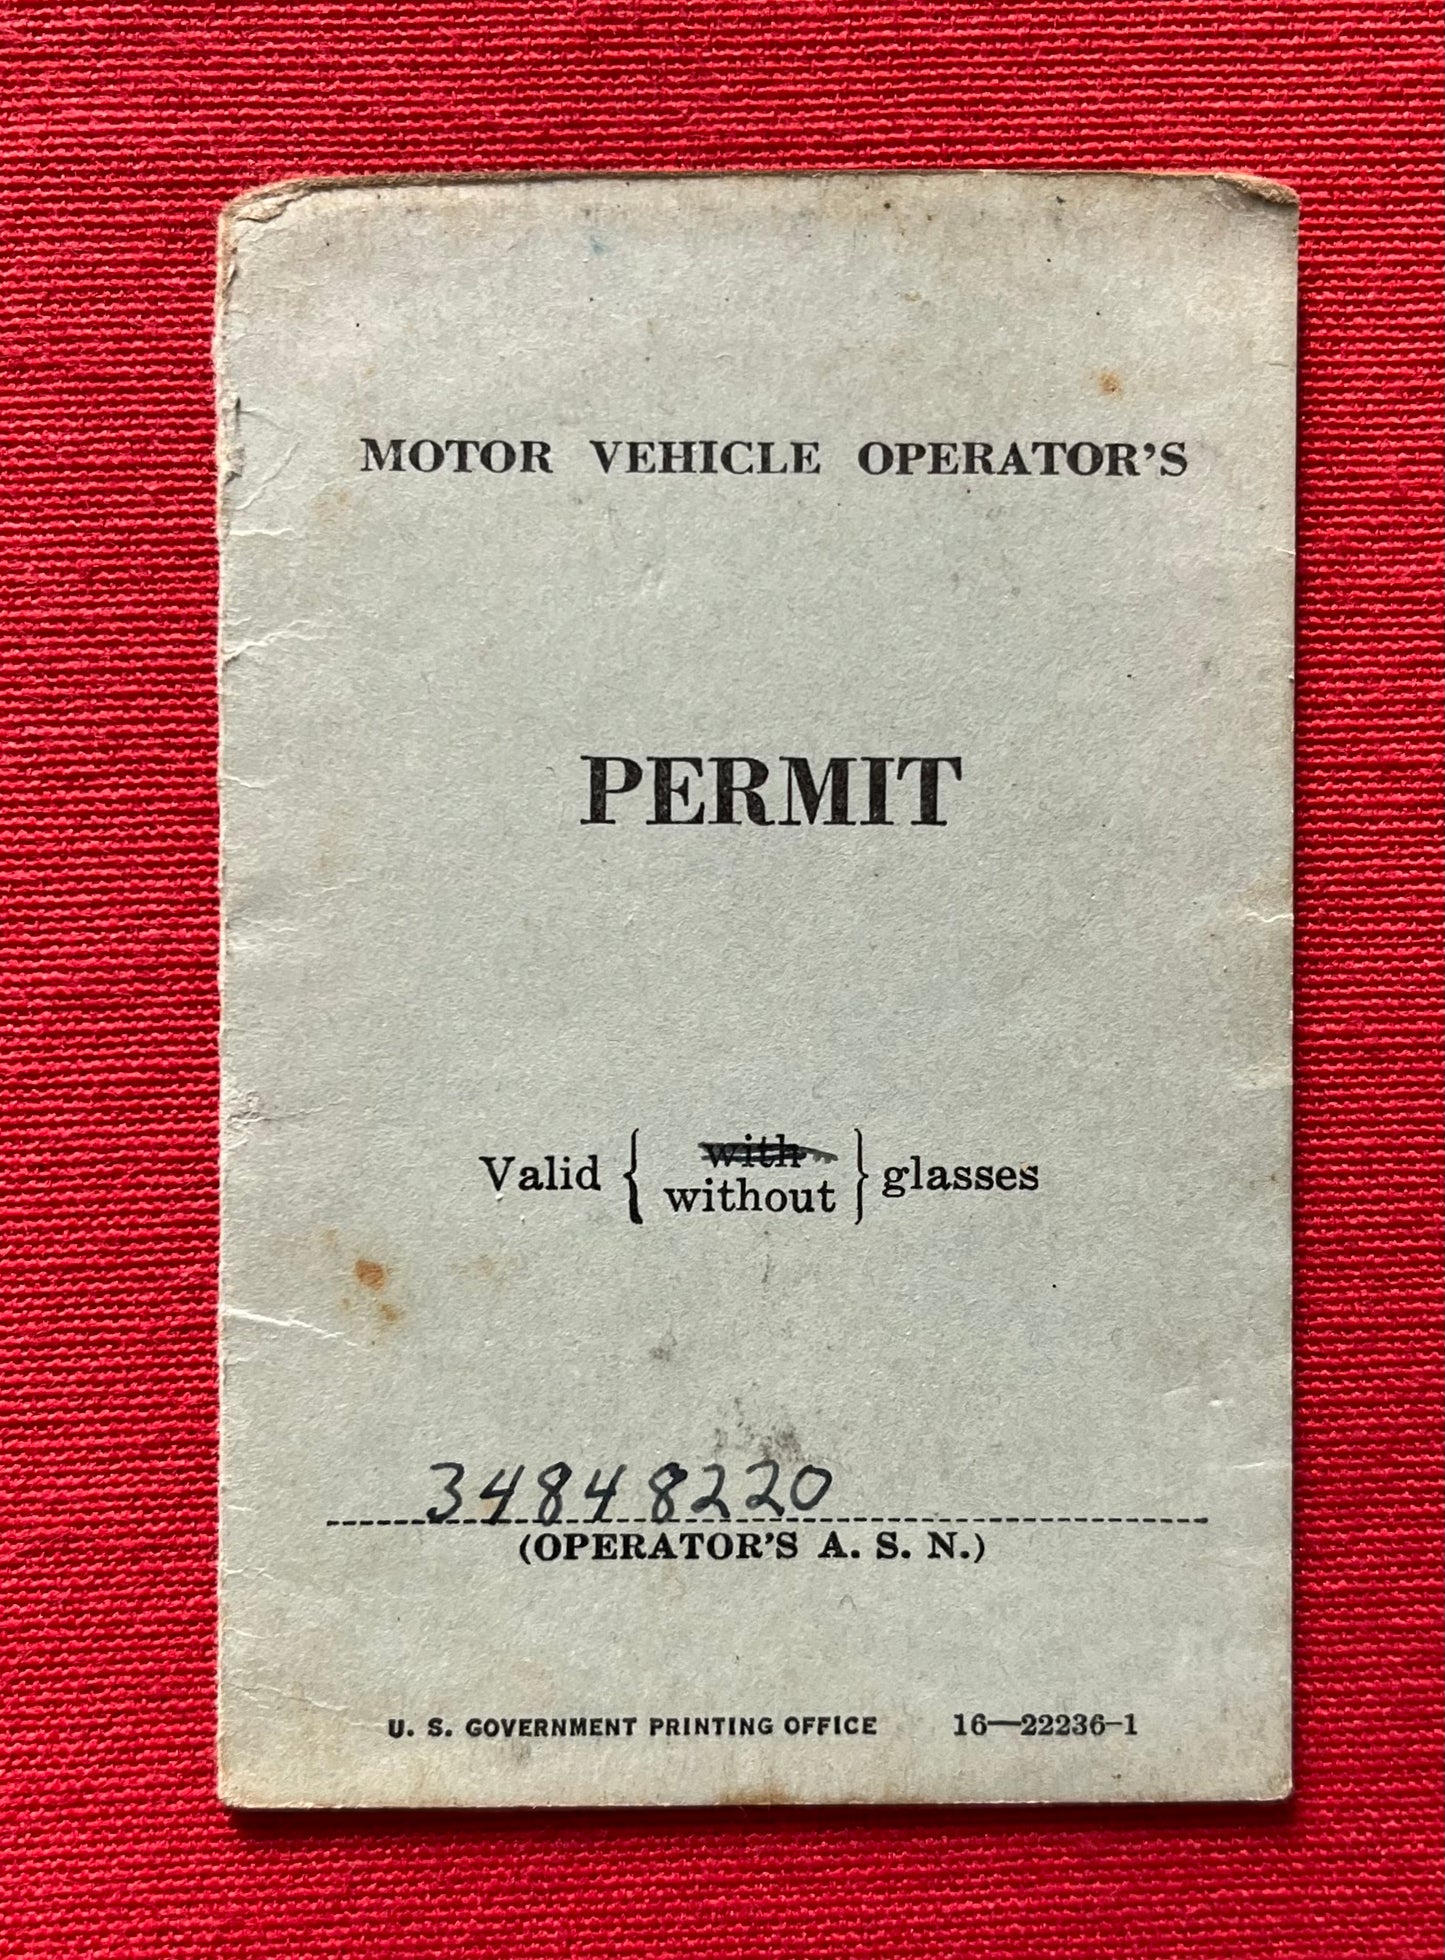 MOTOR VEHICLE OPERATOR'S
PERMIT
Valid { with } glasses
without
34848220
(OPERATOR'S A. S. N.)
U. S. GOVERNMENT PRINTING OFFICE 16—22236-1